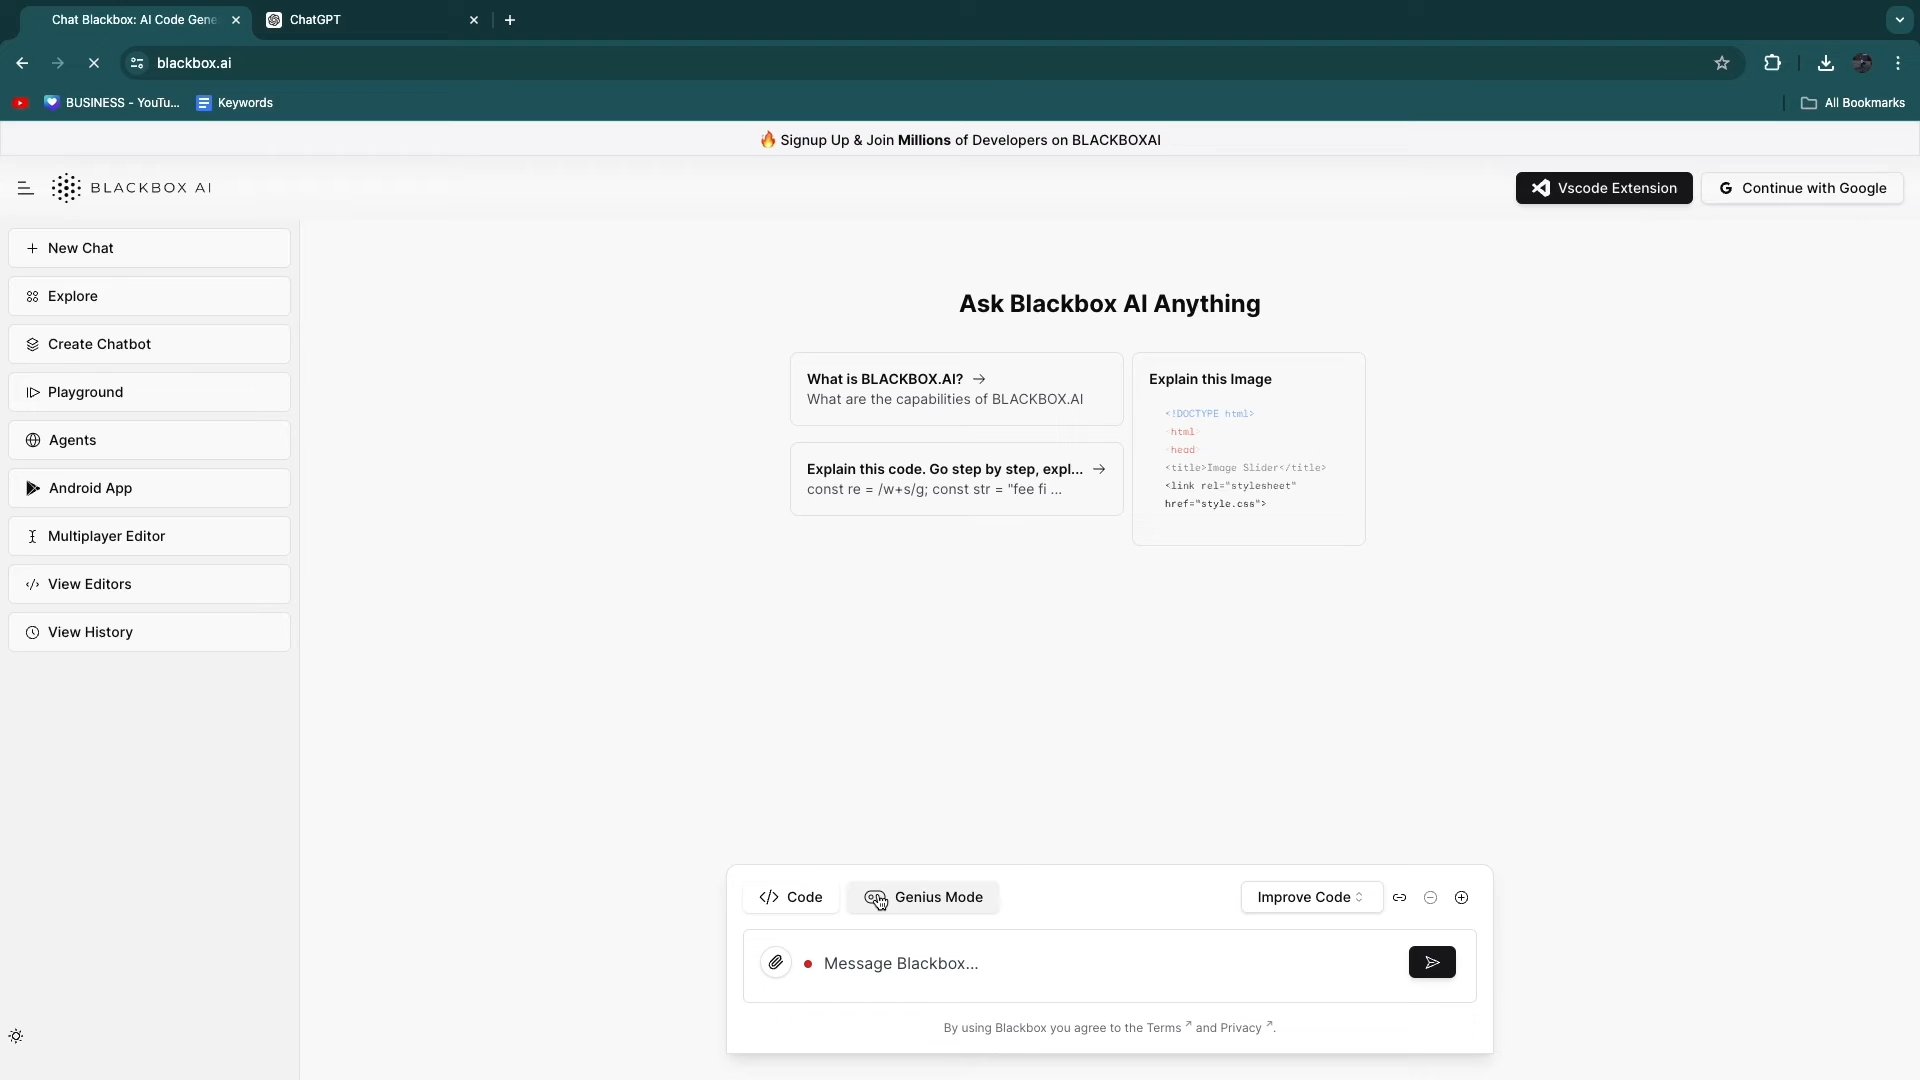 Chat Blackbox: AI Code Gene
ChatGPT
blackbox.ai
BUSINESS - YouTu...
Keywords
All Bookmarks
🔥 Signup Up & Join Millions of Developers on BLACKBOXAI
BLACKBOX AI
Vscode Extension
Continue with Google
New Chat
Explore
Create Chatbot
Playground
Agents
Android App
Multiplayer Editor
View Editors
View History
Ask Blackbox AI Anything
What is BLACKBOX.AI? →
What are the capabilities of BLACKBOX.AI
Explain this code. Go step by step, expl... →
const re = /w+s/g; const str = "fee fi ...
Explain this Image
<!DOCTYPE html>
html
head
<title>Image Slider</title>
<link rel="stylesheet"
href="style.css">
</> Code
Genius Mode
Improve Code
Message Blackbox...
By using Blackbox you agree to the Terms ↗ and Privacy ↗.